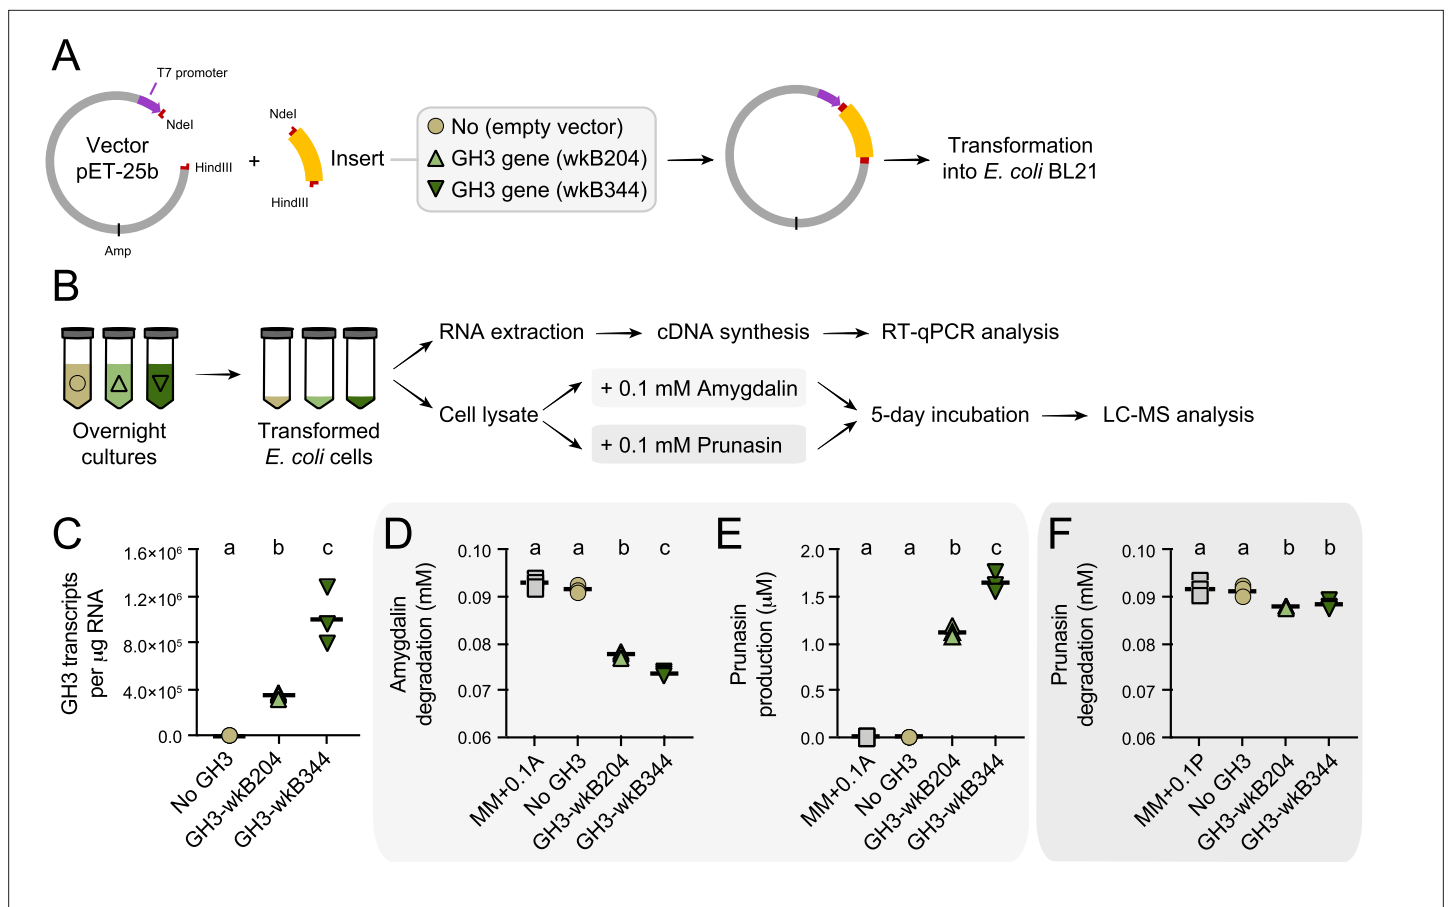 A
T7 promoter
NdeI
Vector
pET-25b
HindIII
Amp
+
NdeI
HindIII
Insert
No (empty vector)
GH3 gene (wkB204)
GH3 gene (wkB344)
Transformation
into E. coli BL21
B
Overnight
cultures
Transformed
E. coli cells
RNA extraction
cDNA synthesis
RT-qPCR analysis
Cell lysate
+ 0.1 mM Amygdalin
+ 0.1 mM Prunasin
5-day incubation
LC-MS analysis
C
GH3 transcripts
per µg RNA
1.6×10⁶
1.2×10⁶
8.0×10⁵
4.0×10⁵
0.0
a b c
No GH3
GH3-wkB204
GH3-wkB344
D
Amygdalin
degradation (mM)
0.10
0.09
0.08
0.07
0.06
a a b c
MM+0.1A
No GH3
GH3-wkB204
GH3-wkB344
E
Prunasin
production (µM)
2.0
1.5
1.0
0.5
0.0
a a b c
MM+0.1A
No GH3
GH3-wkB204
GH3-wkB344
F
Prunasin
degradation (mM)
0.10
0.09
0.08
0.07
0.06
a a b b
MM+0.1P
No GH3
GH3-wkB204
GH3-wkB344